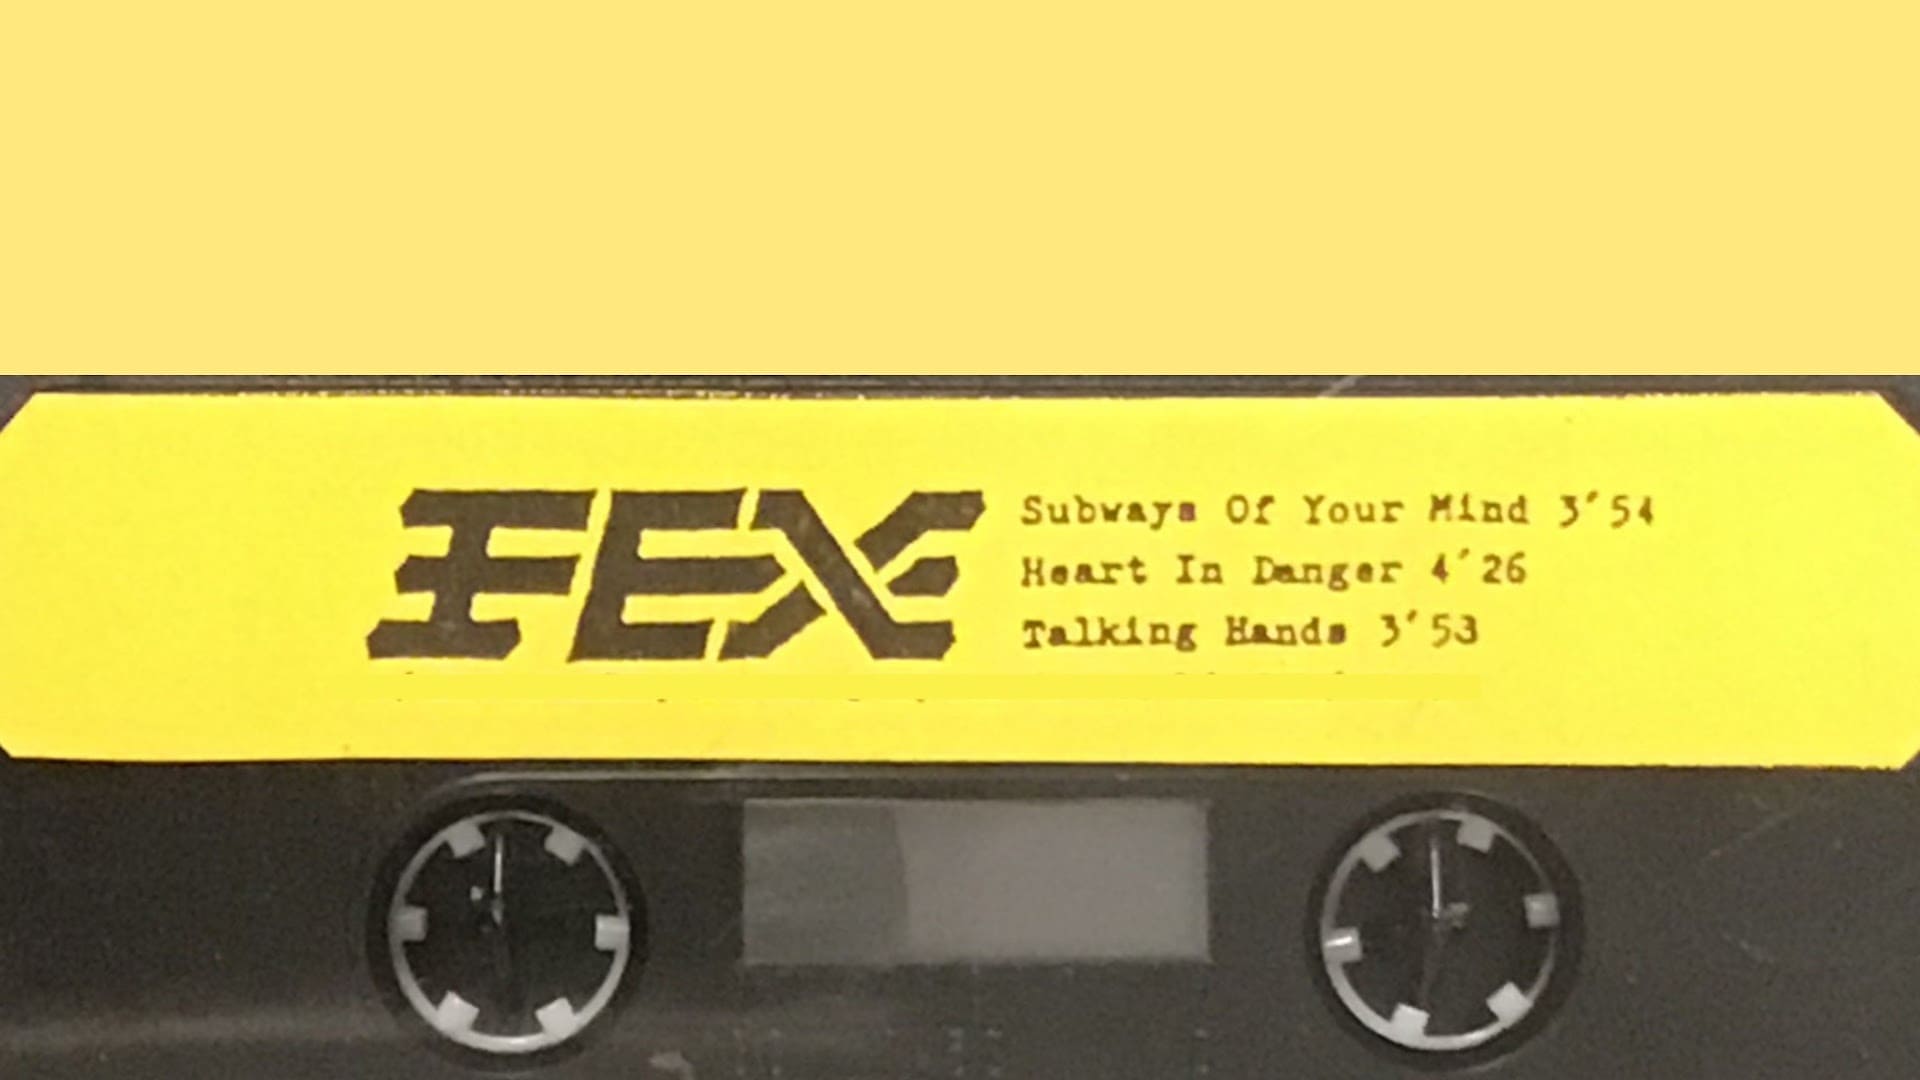 FEX
Subways Of Your Mind 3'54
Heart In Danger 4'26
Talking Hands 3'53